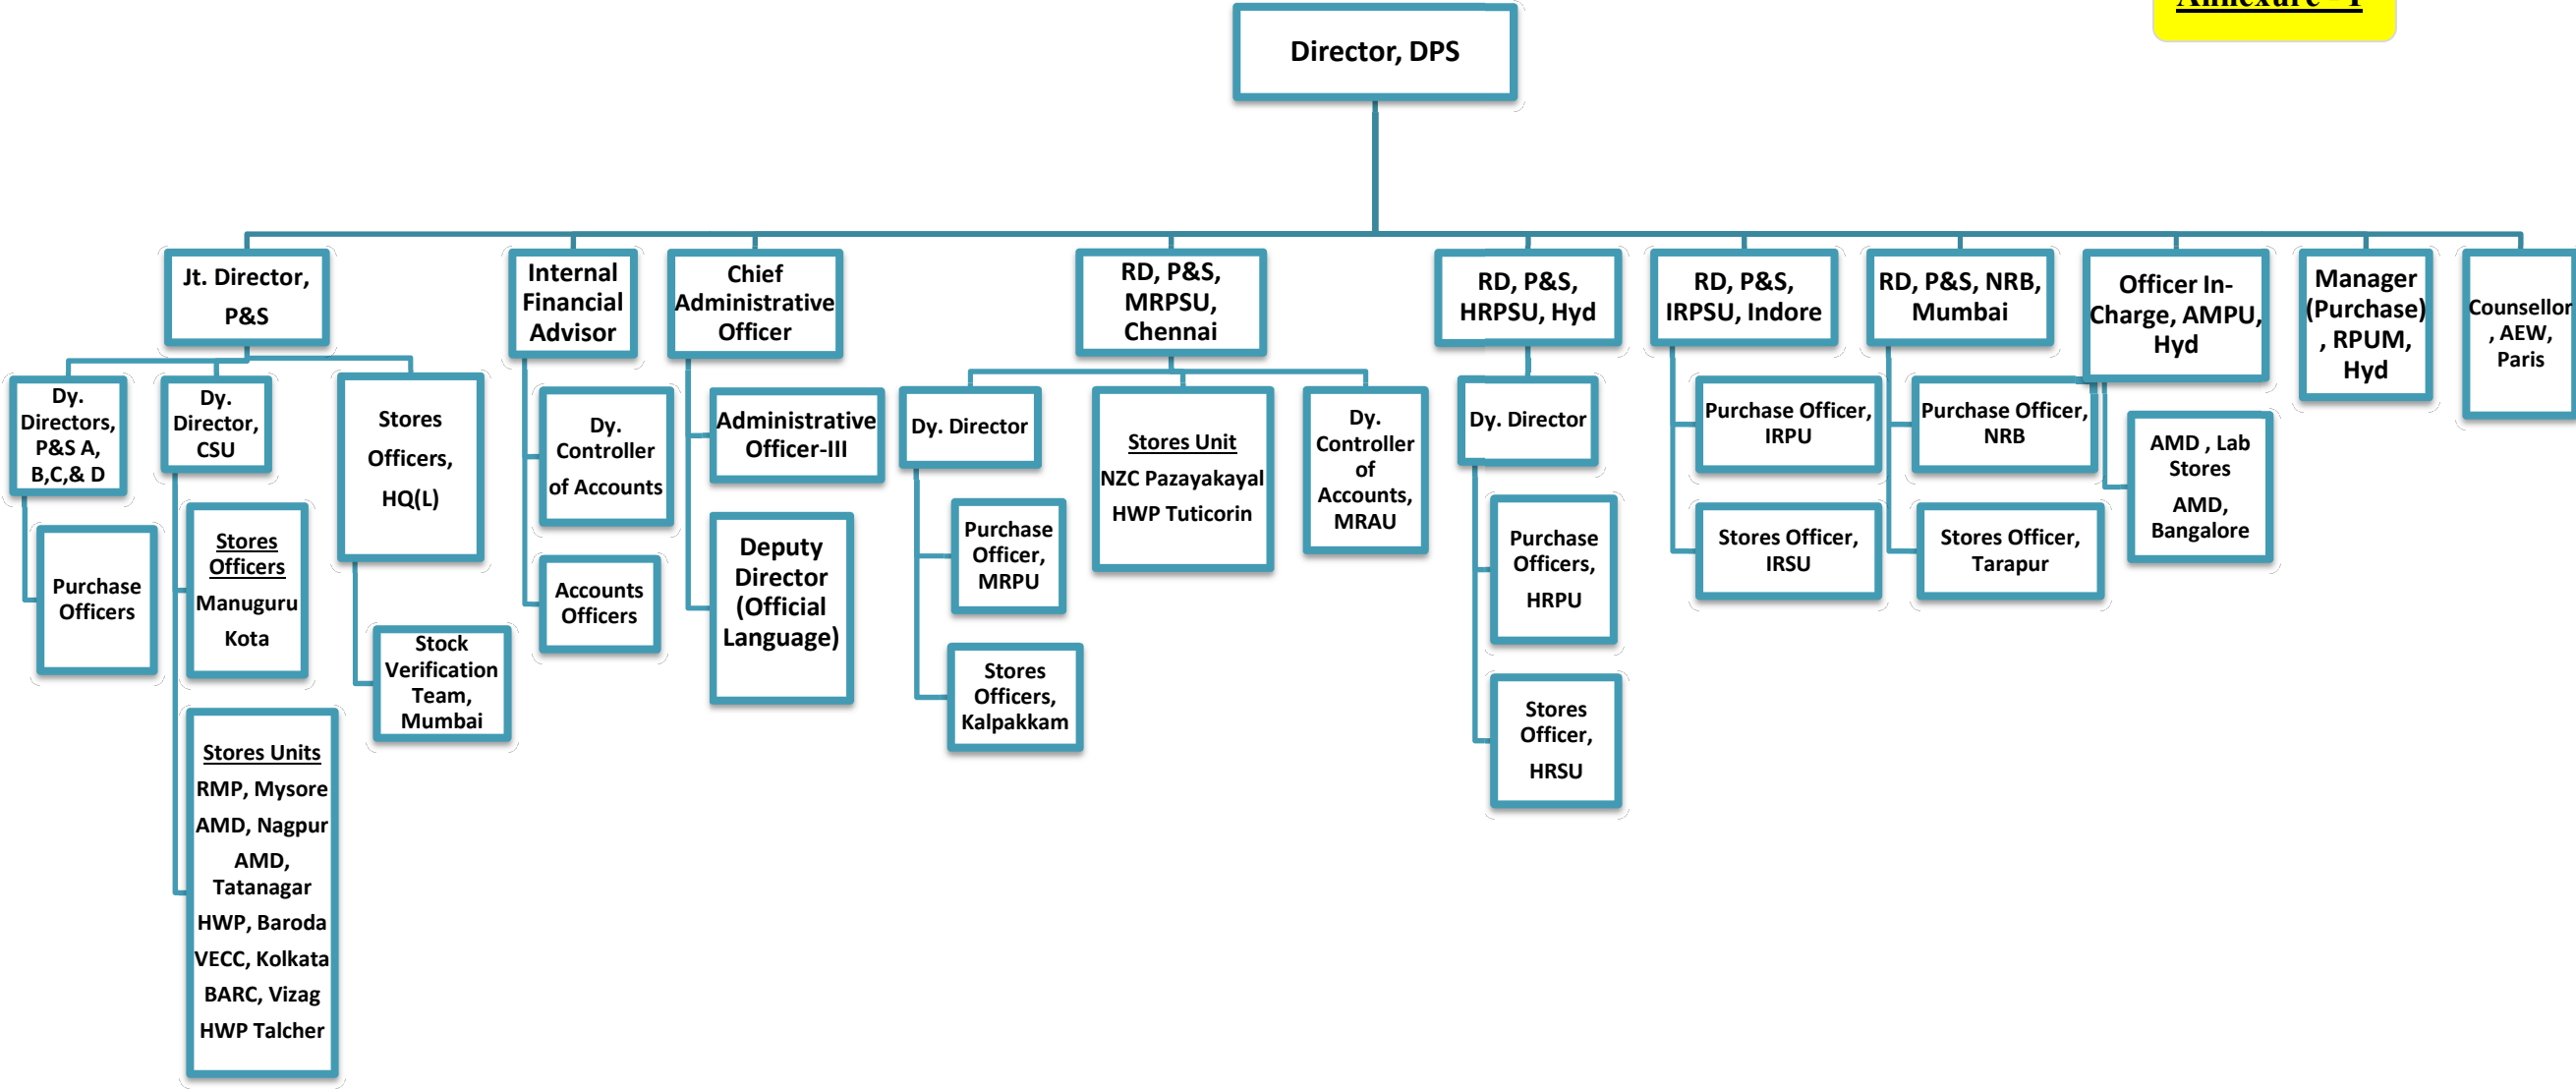 Annexure - 1
Director, DPS
Jt. Director,
P&S
Internal
Financial
Advisor
Chief
Administrative
Officer
RD, P&S,
MRPSU,
Chennai
RD, P&S,
HRPSU, Hyd
RD, P&S,
IRPSU, Indore
RD, P&S, NRB,
Mumbai
Officer In-
Charge, AMPU,
Hyd
Manager
(Purchase)
, RPUM,
Hyd
Counsellor
, AEW,
Paris
Dy.
Directors,
P&S A,
B,C,& D
Purchase
Officers
Dy.
Director,
CSU
Stores
Officers
Manuguru
Kota
Stores Units
RMP, Mysore
AMD, Nagpur
AMD,
Tatanagar
HWP, Baroda
VECC, Kolkata
BARC, Vizag
HWP Talcher
Stores
Officers,
HQ(L)
Stock
Verification
Team,
Mumbai
Dy.
Controller
of Accounts
Accounts
Officers
Administrative
Officer-III
Deputy
Director
(Official
Language)
Dy. Director
Purchase
Officer,
MRPU
Stores
Officers,
Kalpakkam
Stores Unit
NZC Pazayakayal
HWP Tuticorin
Dy.
Controller
of
Accounts,
MRAU
Dy. Director
Purchase
Officers,
HRPU
Stores
Officer,
HRSU
Purchase Officer,
IRPU
Stores Officer,
IRSU
Purchase Officer,
NRB
Stores Officer,
Tarapur
AMD , Lab
Stores
AMD,
Bangalore